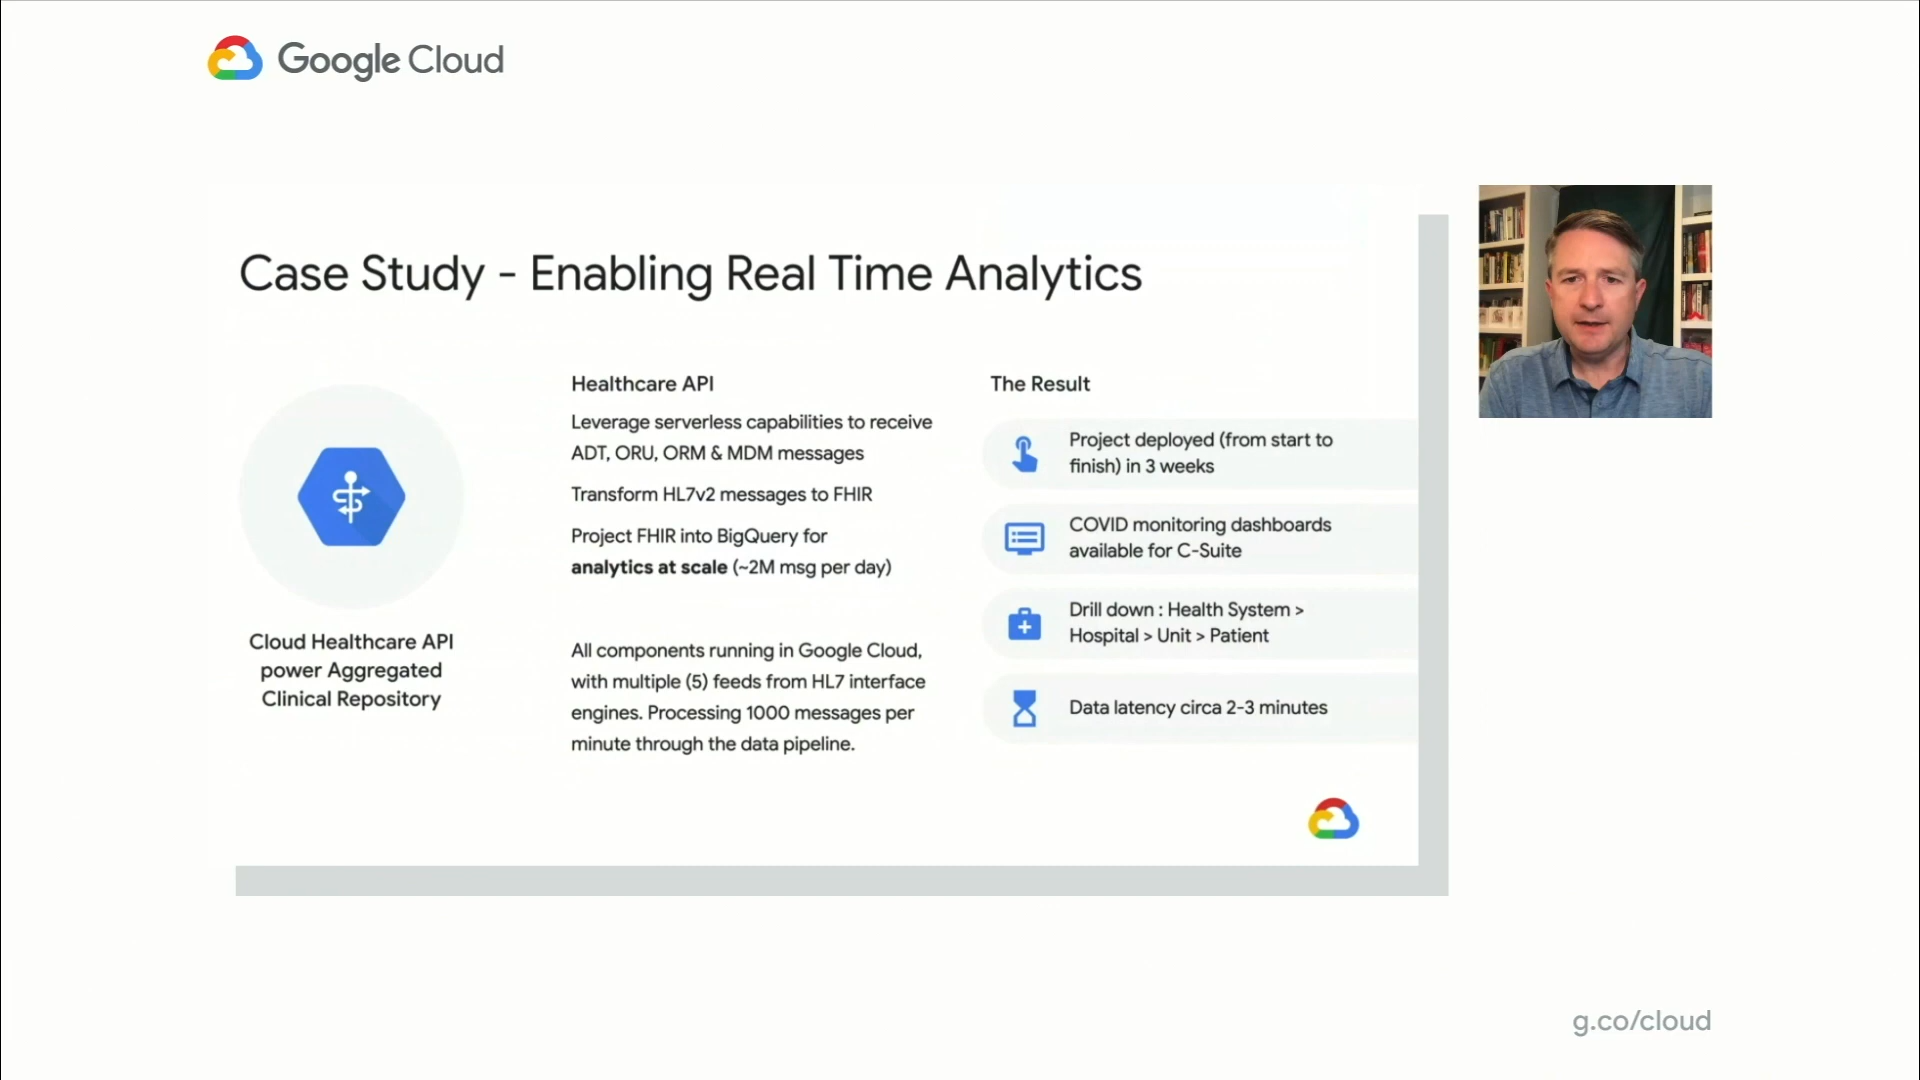 Google Cloud
Case Study - Enabling Real Time Analytics
Cloud Healthcare API
power Aggregated
Clinical Repository
Healthcare API
Leverage serverless capabilities to receive
ADT, ORU, ORM & MDM messages
Transform HL7v2 messages to FHIR
Project FHIR into BigQuery for
analytics at scale (~2M msg per day)
All components running in Google Cloud,
with multiple (5) feeds from HL7 interface
engines. Processing 1000 messages per
minute through the data pipeline.
The Result
Project deployed (from start to
finish) in 3 weeks
COVID monitoring dashboards
available for C-Suite
Drill down : Health System >
Hospital > Unit > Patient
Data latency circa 2-3 minutes
g.co/cloud